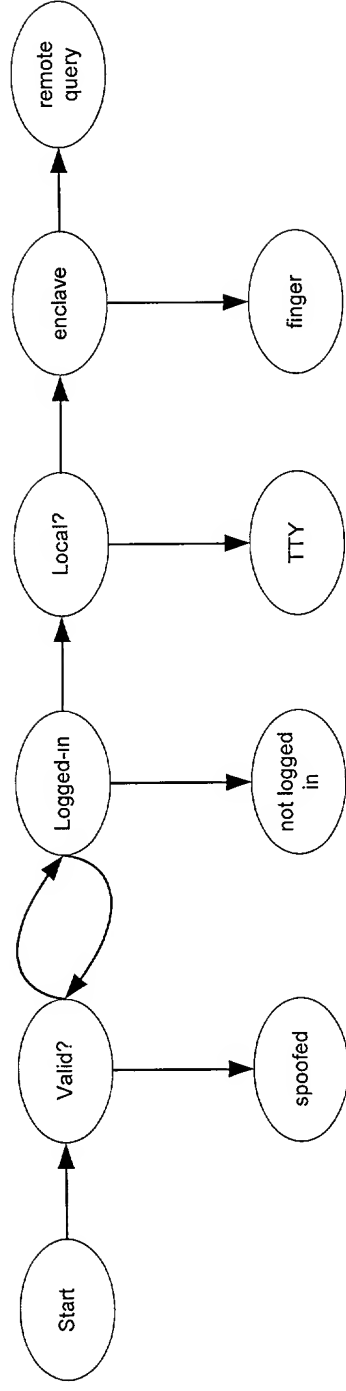 Start
Valid?
Logged-in
Local?
enclave
remote
query
spoofed
not logged
in
TTY
finger